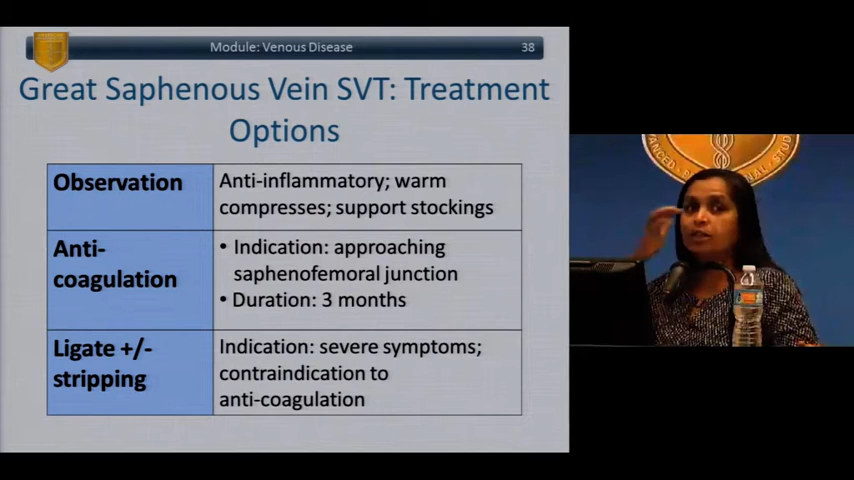 Module: Venous Disease 38
Great Saphenous Vein SVT: Treatment
Options
Observation
Anti-inflammatory; warm
compresses; support stockings
Anti-
coagulation
• Indication: approaching
saphenofemoral junction
• Duration: 3 months
Ligate +/-
stripping
Indication: severe symptoms;
contraindication to
anti-coagulation